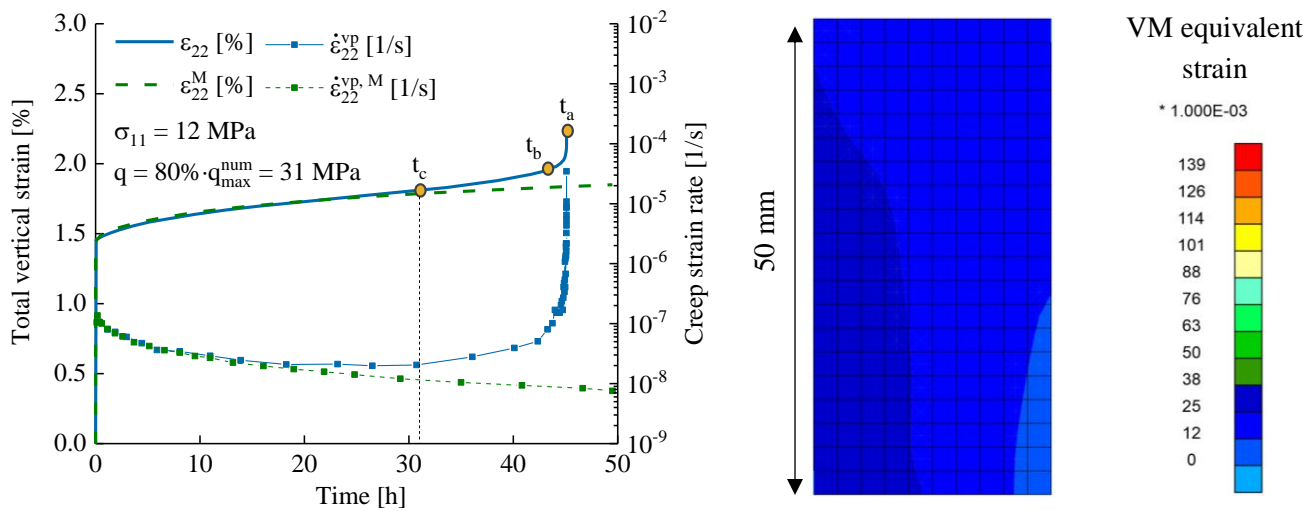 ε₂₂ [%] ε̇₂₂ᵛᵖ [1/s]
ε₂₂ᴹ [%] ε̇₂₂ᵛᵖ, ᴹ [1/s]
σ₁₁ = 12 MPa
q = 80%·qₘₐₓⁿᵘᵐ = 31 MPa
tₐ
t_b
t_c
Total vertical strain [%]
3.0
2.5
2.0
1.5
1.0
0.5
0.0
0 10 20 30 40 50
Time [h]
10⁻²
10⁻³
10⁻⁴
10⁻⁵
10⁻⁶
10⁻⁷
10⁻⁸
10⁻⁹
Creep strain rate [1/s]
50 mm
VM equivalent
strain
* 1.000E-03
139
126
114
101
88
76
63
50
38
25
12
0